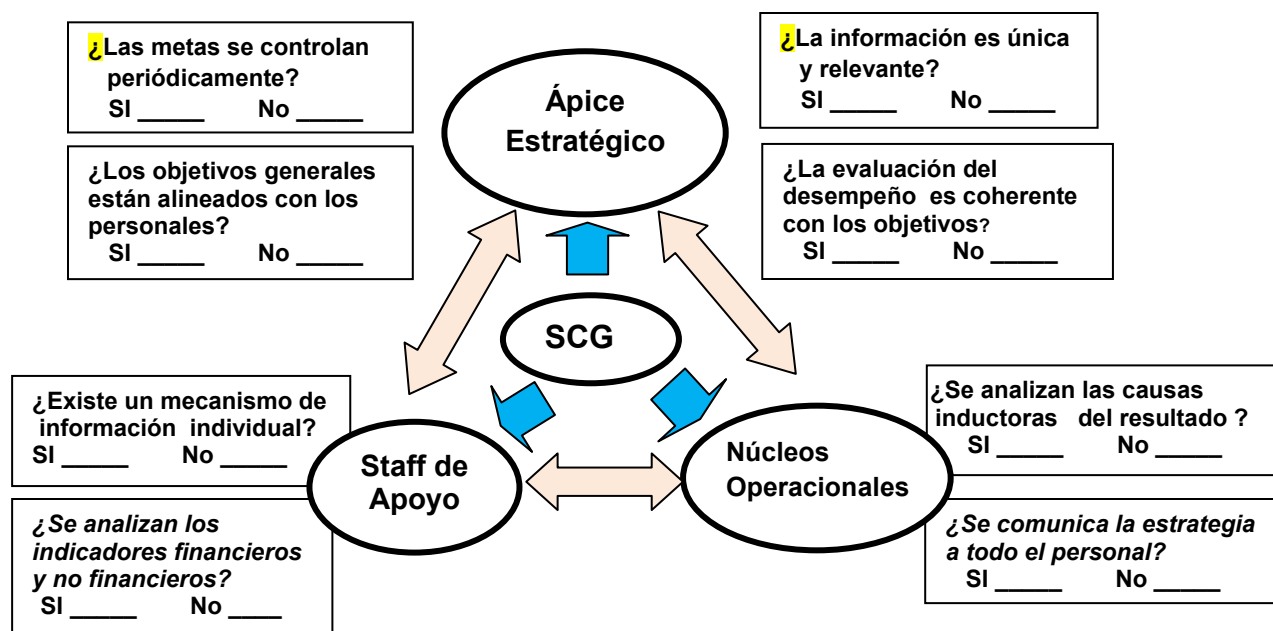 ¿Las metas se controlan
periódicamente?
SI _____ No _____
¿La información es única
y relevante?
SI _____ No _____
Ápice
Estratégico
¿Los objetivos generales
están alineados con los
personales?
SI _____ No _____
¿La evaluación del
desempeño es coherente
con los objetivos?
SI _____ No _____
SCG
¿Existe un mecanismo de
información individual?
SI _____ No _____
¿Se analizan las causas
inductoras del resultado ?
SI _____ No _____
Staff de
Apoyo
Núcleos
Operacionales
¿Se analizan los
indicadores financieros
y no financieros?
SI _____ No ____
¿Se comunica la estrategia
a todo el personal?
SI _____ No _____